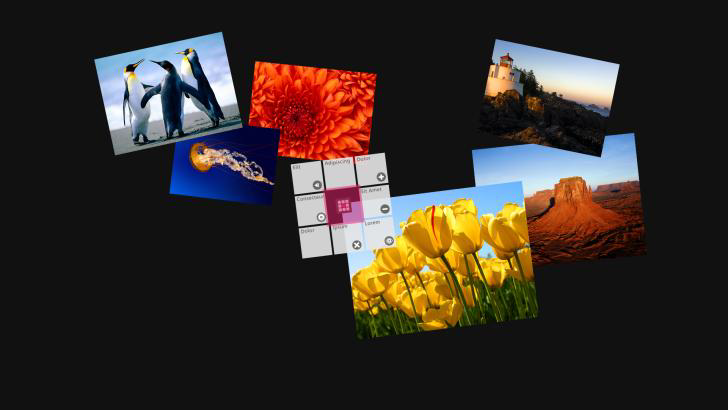 Elit
Adipiscing
Dolor
Consectetur
Sit Amet
Dolor
Ipsum
Lorem